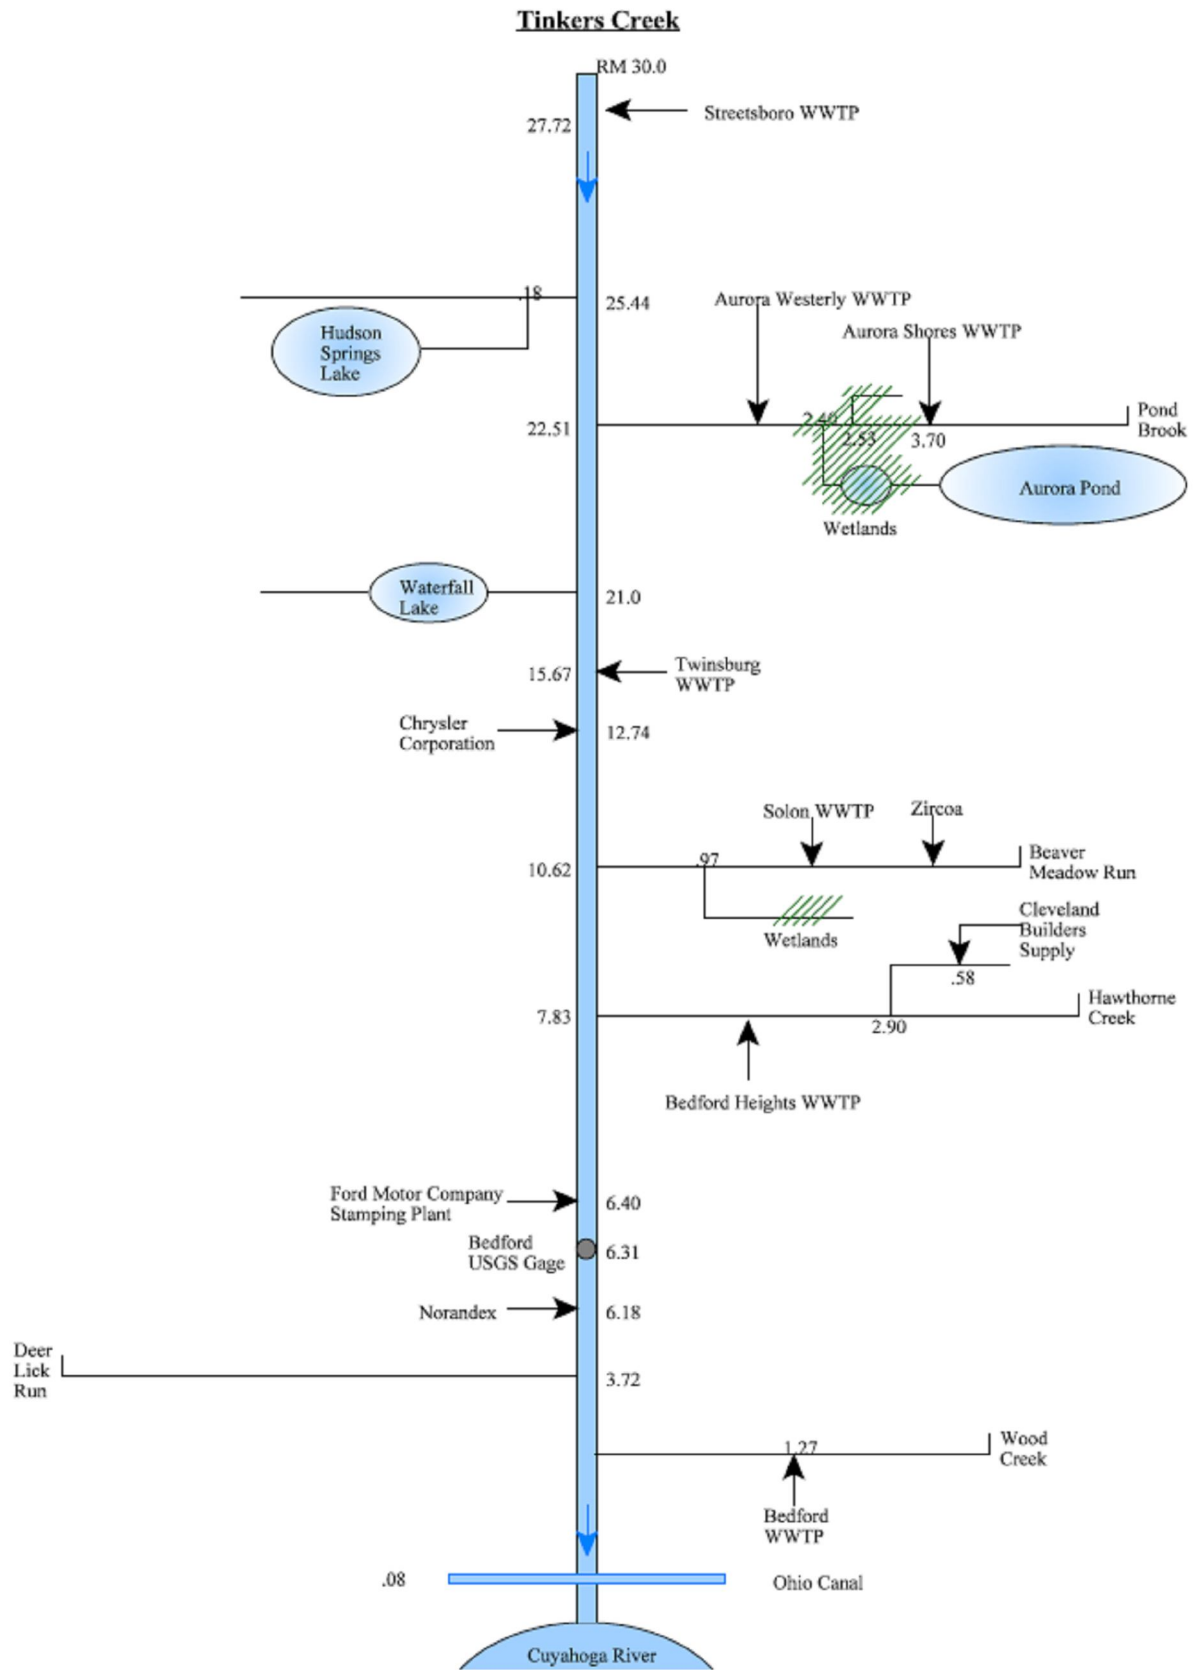 Tinkers Creek
RM 30.0
Streetsboro WWTP
27.72
.18
25.44
Hudson
Springs
Lake
Aurora Westerly WWTP
Aurora Shores WWTP
22.51
2.40
2.53
3.70
Pond
Brook
Aurora Pond
Wetlands
Waterfall
Lake
21.0
15.67
Twinsburg
WWTP
Chrysler
Corporation
12.74
Solon WWTP
Zircoa
.97
10.62
Beaver
Meadow Run
Wetlands
Cleveland
Builders
Supply
.58
7.83
2.90
Hawthorne
Creek
Bedford Heights WWTP
Ford Motor Company
Stamping Plant
6.40
Bedford
USGS Gage
6.31
Norandex
6.18
Deer
Lick
Run
3.72
1.27
Wood
Creek
Bedford
WWTP
.08
Ohio Canal
Cuyahoga River